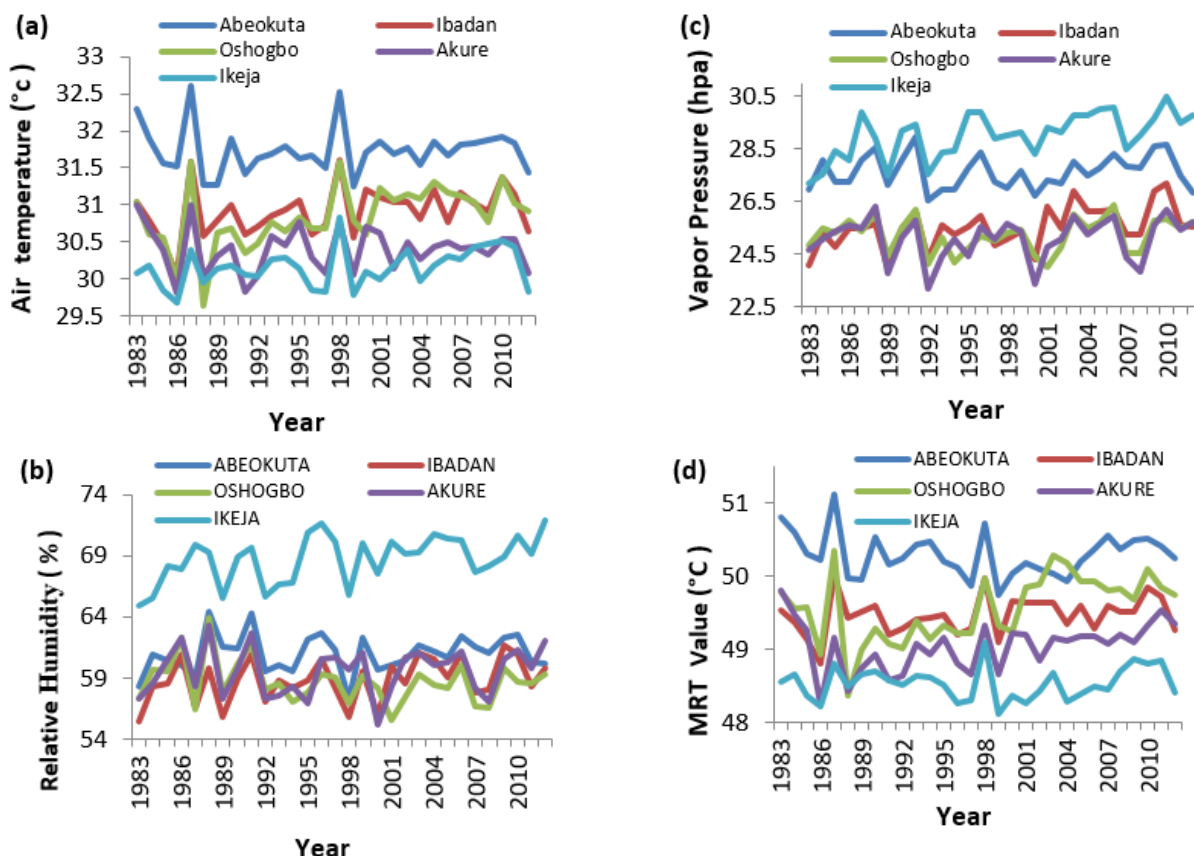 (a)
Abeokuta
Ibadan
Oshogbo
Akure
Ikeja
Air temperature (°c)
33
32.5
32
31.5
31
30.5
30
29.5
1983
1986
1989
1992
1995
1998
2001
2004
2007
2010
Year
(c)
Abeokuta
Ibadan
Oshogbo
Akure
Ikeja
Vapor Pressure (hpa)
30.5
28.5
26.5
24.5
22.5
1983
1986
1989
1992
1995
1998
2001
2004
2007
2010
Year
(b)
ABEOKUTA
IBADAN
OSHOGBO
AKURE
IKEJA
Relative Humidity (%)
74
69
64
59
54
1983
1986
1989
1992
1995
1998
2001
2004
2007
2010
Year
(d)
ABEOKUTA
IBADAN
OSHOGBO
AKURE
IKEJA
MRT Value (°C)
51
50
49
48
1983
1986
1989
1992
1995
1998
2001
2004
2007
2010
Year